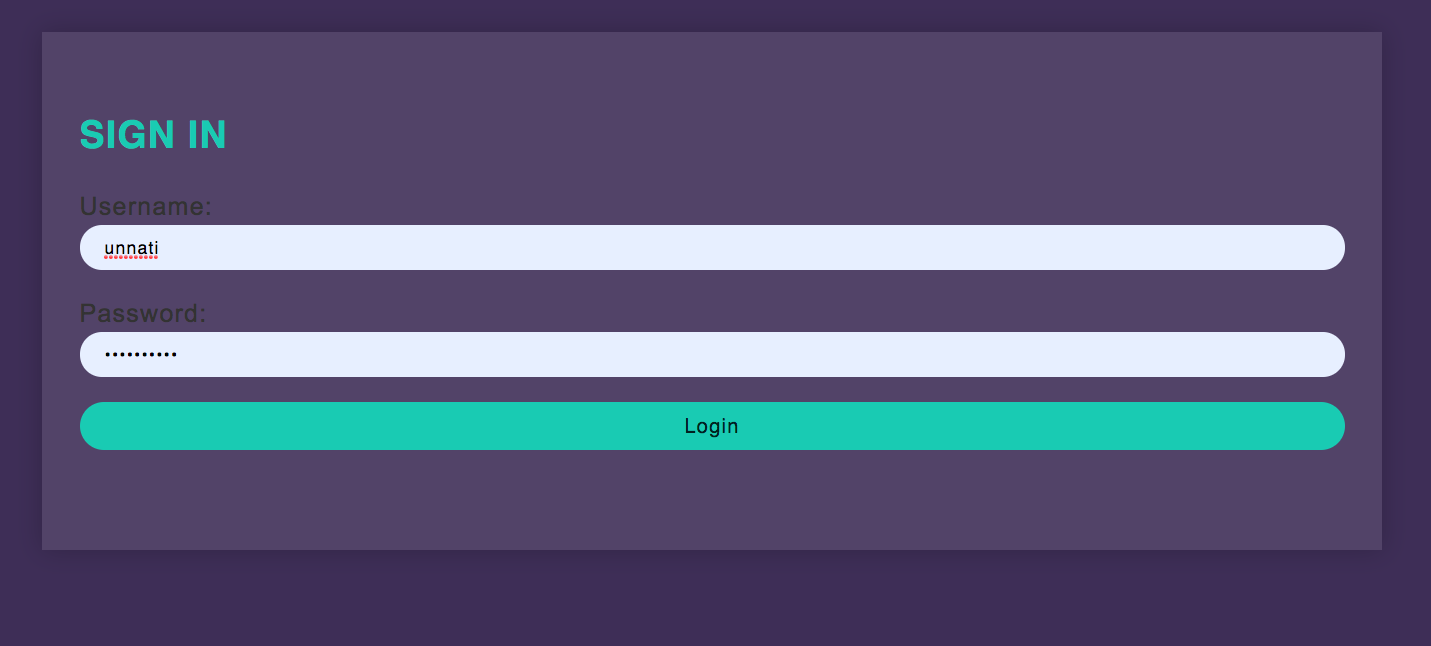 SIGN IN
Username:
unnati
Password:
••••••••••
Login